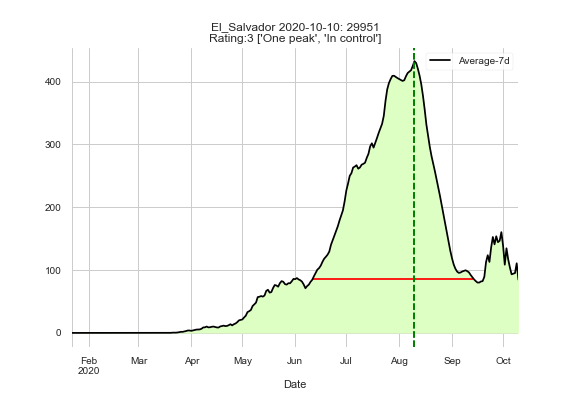 El_Salvador 2020-10-10: 29951
Rating:3 ['One peak', 'In control']
Average-7d
400
300
200
100
0
Feb Mar Apr May Jun Jul Aug Sep Oct
2020
Date